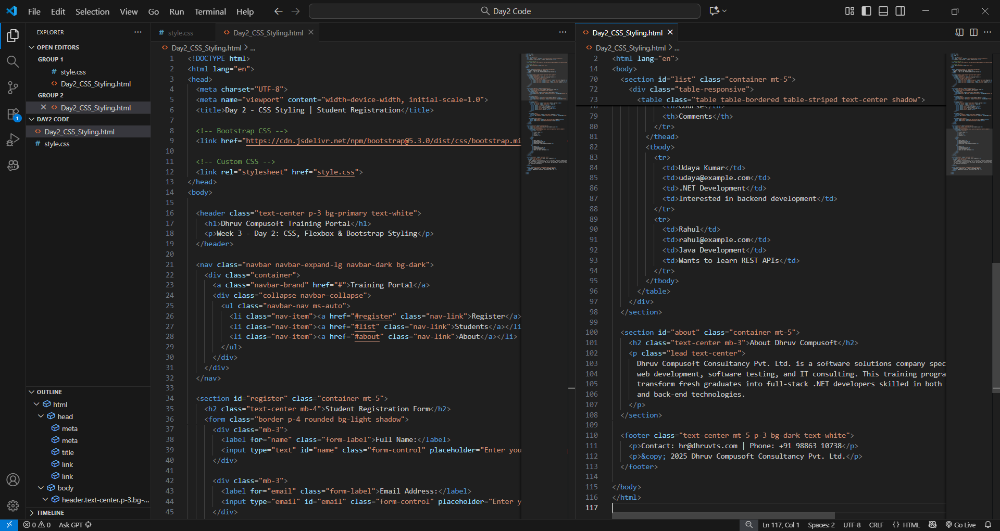 File Edit Selection View Go Run Terminal Help
Day2 Code
EXPLORER
OPEN EDITORS
GROUP 1
# style.css
<> Day2_CSS_Styling.html
GROUP 2
<> Day2_CSS_Styling.html
DAY2 CODE
<> Day2_CSS_Styling.html
# style.css
OUTLINE
html
head
meta
meta
title
link
link
body
header.text-center.p-3.bg-...
TIMELINE
# style.css
<> Day2_CSS_Styling.html
<> Day2_CSS_Styling.html > ...
1 <!DOCTYPE html>
2 <html lang="en">
3 <head>
4 <meta charset="UTF-8">
5 <meta name="viewport" content="width=device-width, initial-scale=1.0">
6 <title>Day 2 - CSS Styling | Student Registration</title>
7
8 <!-- Bootstrap CSS -->
9 <link href="https://cdn.jsdelivr.net/npm/bootstrap@5.3.0/dist/css/bootstrap.mi
10
11 <!-- Custom CSS -->
12 <link rel="stylesheet" href="style.css">
13 </head>
14 <body>
15
16 <header class="text-center p-3 bg-primary text-white">
17 <h1>Dhruv Compusoft Training Portal</h1>
18 <p>Week 3 - Day 2: CSS, Flexbox & Bootstrap Styling</p>
19 </header>
20
21 <nav class="navbar navbar-expand-lg navbar-dark bg-dark">
22 <div class="container">
23 <a class="navbar-brand" href="#">Training Portal</a>
24 <div class="collapse navbar-collapse">
25 <ul class="navbar-nav ms-auto">
26 <li class="nav-item"><a href="#register" class="nav-link">Register</a>
27 <li class="nav-item"><a href="#list" class="nav-link">Students</a></li
28 <li class="nav-item"><a href="#about" class="nav-link">About</a></li>
29 </ul>
30 </div>
31 </div>
32 </nav>
33
34 <section id="register" class="container mt-5">
35 <h2 class="text-center mb-4">Student Registration Form</h2>
36 <form class="border p-4 rounded bg-light shadow">
37 <div class="mb-3">
38 <label for="name" class="form-label">Full Name:</label>
39 <input type="text" id="name" class="form-control" placeholder="Enter you
40 </div>
41
42 <div class="mb-3">
43 <label for="email" class="form-label">Email Address:</label>
44 <input type="email" id="email" class="form-control" placeholder="Enter y
45 </div>
<> Day2_CSS_Styling.html
<> Day2_CSS_Styling.html > ...
2 <html lang="en">
14 <body>
70 <section id="list" class="container mt-5">
72 <div class="table-responsive">
73 <table class="table table-bordered table-striped text-center shadow">
78 <th>Course</th>
79 <th>Comments</th>
80 </tr>
81 </thead>
82 <tbody>
83 <tr>
84 <td>Udaya Kumar</td>
85 <td>udaya@example.com</td>
86 <td>.NET Development</td>
87 <td>Interested in backend development</td>
88 </tr>
89 <tr>
90 <td>Rahul</td>
91 <td>rahul@example.com</td>
92 <td>Java Development</td>
93 <td>Wants to learn REST APIs</td>
94 </tr>
95 </tbody>
96 </table>
97 </div>
98 </section>
99
100 <section id="about" class="container mt-5">
101 <h2 class="text-center mb-3">About Dhruv Compusoft</h2>
102 <p class="lead text-center">
103 Dhruv Compusoft Consultancy Pvt. Ltd. is a software solutions company spec
104 web development, software testing, and IT consulting. This training progra
105 transform fresh graduates into full-stack .NET developers skilled in both
106 and back-end technologies.
107 </p>
108 </section>
109
110 <footer class="text-center mt-5 p-3 bg-dark text-white">
111 <p>Contact: hr@dhruvts.com | Phone: +91 98863 10738</p>
112 <p>&copy; 2025 Dhruv Compusoft Consultancy Pvt. Ltd.</p>
113 </footer>
114
115 </body>
116 </html>
117
1
0 0 Ask GPT
Ln 117, Col 1 Spaces: 2 UTF-8 CRLF {} HTML Go Live